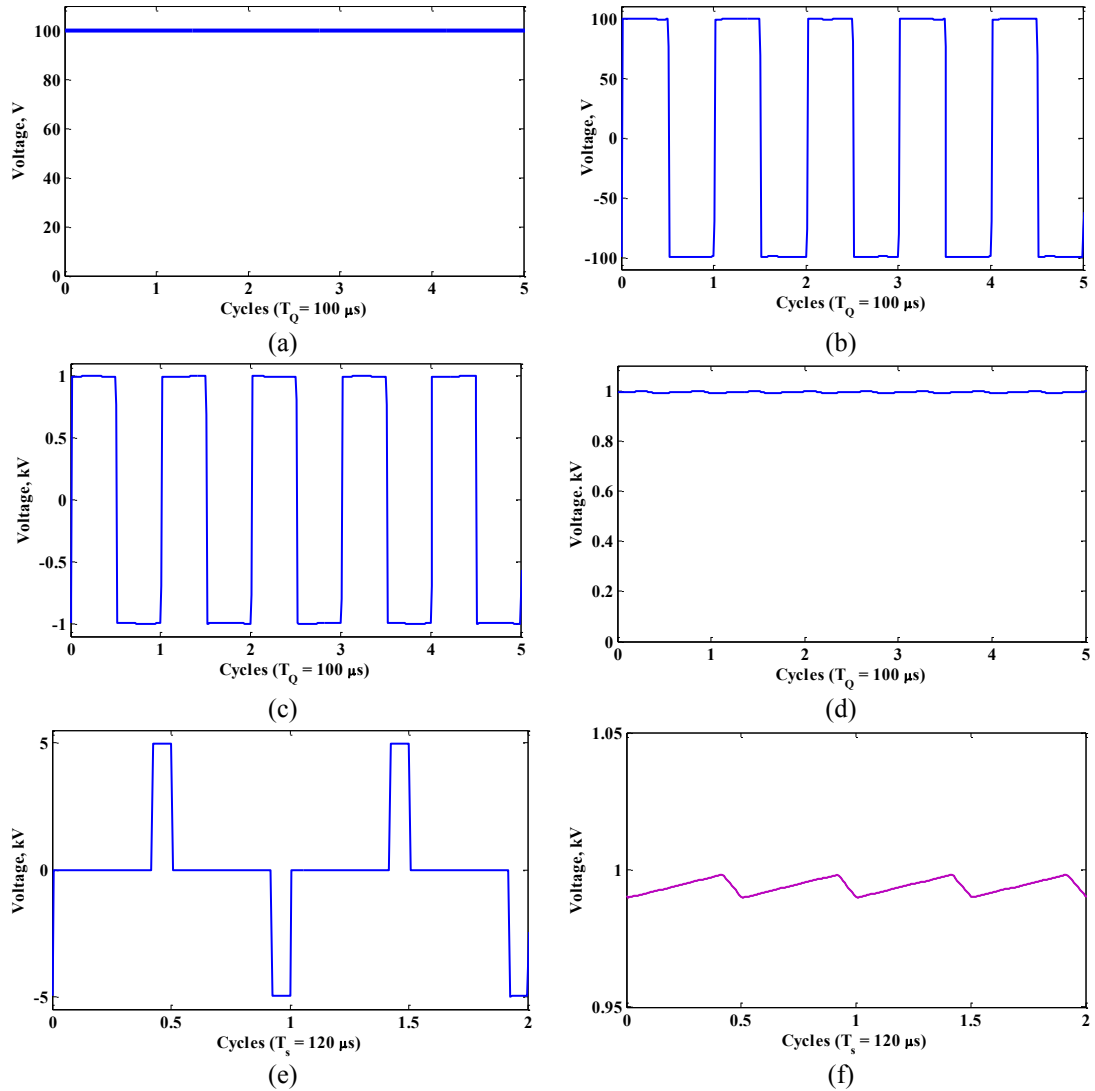 100
80
60
40
20
0
Voltage, V
0 1 2 3 4 5
Cycles (T_Q = 100 μs)
(a)
100
50
0
-50
-100
Voltage, V
0 1 2 3 4 5
Cycles (T_Q = 100 μs)
(b)
1
0.5
0
-0.5
-1
Voltage, kV
0 1 2 3 4 5
Cycles (T_Q = 100 μs)
(c)
1
0.8
0.6
0.4
0.2
0
Voltage. kV
0 1 2 3 4 5
Cycles (T_Q = 100 μs)
(d)
5
0
-5
Voltage, kV
0 0.5 1 1.5 2
Cycles (T_s = 120 μs)
(e)
1.05
1
0.95
Voltage, kV
0 0.5 1 1.5 2
Cycles (T_s = 120 μs)
(f)